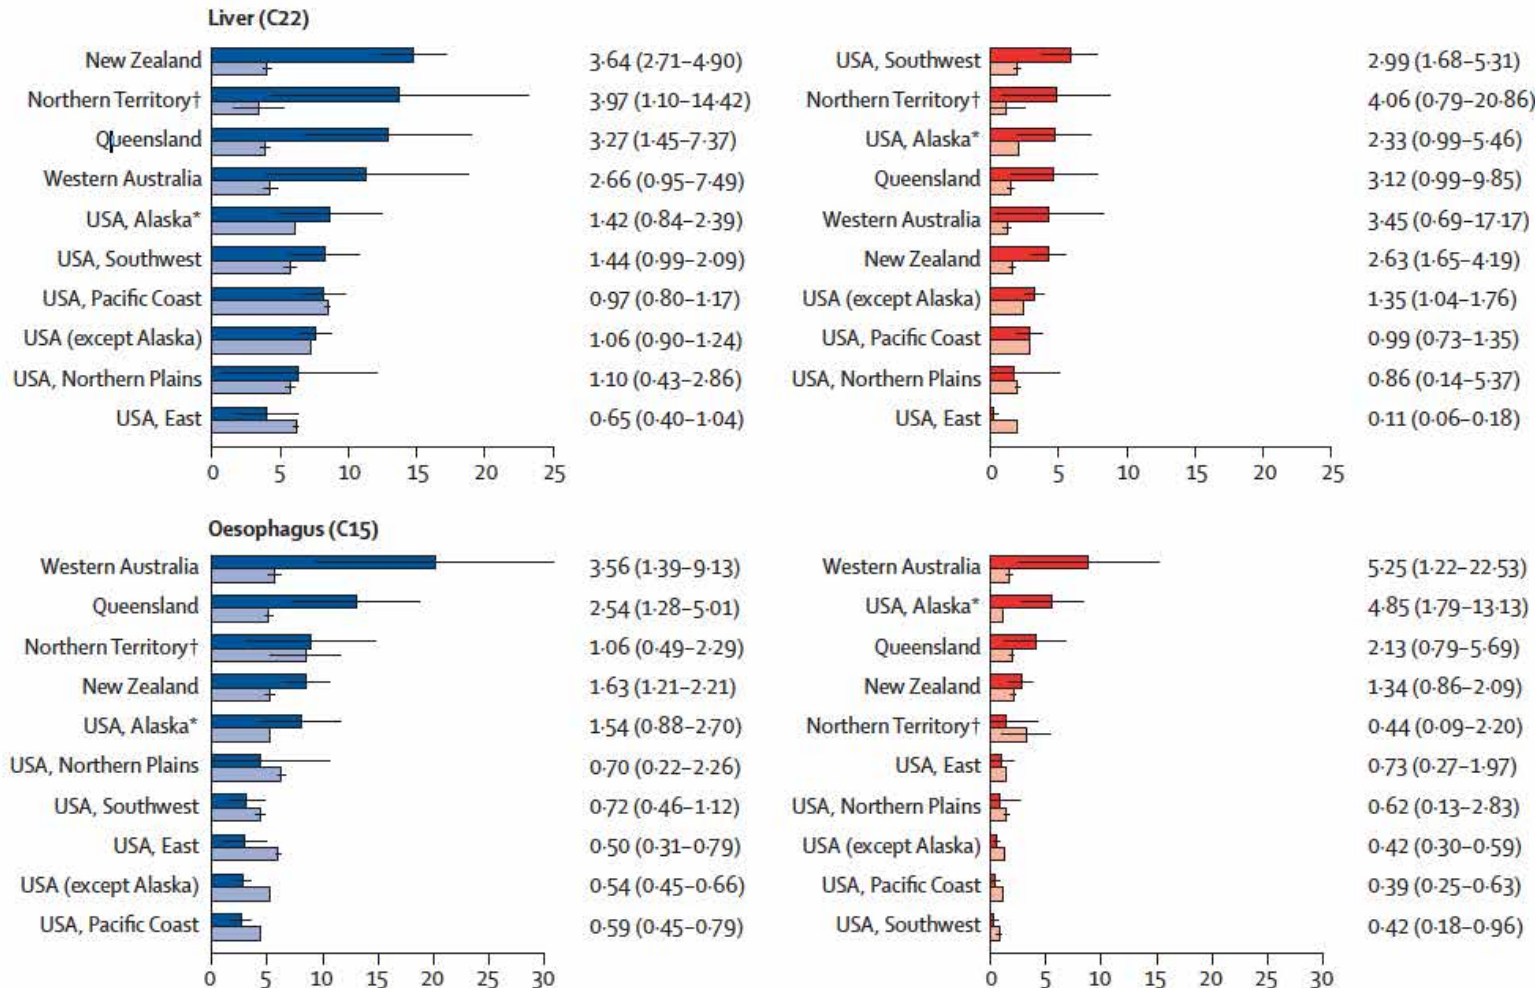 Liver (C22)
New Zealand 3·64 (2·71–4·90)
Northern Territory† 3·97 (1·10–14·42)
Queensland 3·27 (1·45–7·37)
Western Australia 2·66 (0·95–7·49)
USA, Alaska* 1·42 (0·84–2·39)
USA, Southwest 1·44 (0·99–2·09)
USA, Pacific Coast 0·97 (0·80–1·17)
USA (except Alaska) 1·06 (0·90–1·24)
USA, Northern Plains 1·10 (0·43–2·86)
USA, East 0·65 (0·40–1·04)
0 5 10 15 20 25
USA, Southwest 2·99 (1·68–5·31)
Northern Territory† 4·06 (0·79–20·86)
USA, Alaska* 2·33 (0·99–5·46)
Queensland 3·12 (0·99–9·85)
Western Australia 3·45 (0·69–17·17)
New Zealand 2·63 (1·65–4·19)
USA (except Alaska) 1·35 (1·04–1·76)
USA, Pacific Coast 0·99 (0·73–1·35)
USA, Northern Plains 0·86 (0·14–5·37)
USA, East 0·11 (0·06–0·18)
0 5 10 15 20 25
Oesophagus (C15)
Western Australia 3·56 (1·39–9·13)
Queensland 2·54 (1·28–5·01)
Northern Territory† 1·06 (0·49–2·29)
New Zealand 1·63 (1·21–2·21)
USA, Alaska* 1·54 (0·88–2·70)
USA, Northern Plains 0·70 (0·22–2·26)
USA, Southwest 0·72 (0·46–1·12)
USA, East 0·50 (0·31–0·79)
USA (except Alaska) 0·54 (0·45–0·66)
USA, Pacific Coast 0·59 (0·45–0·79)
0 5 10 15 20 25 30
Western Australia 5·25 (1·22–22·53)
USA, Alaska* 4·85 (1·79–13·13)
Queensland 2·13 (0·79–5·69)
New Zealand 1·34 (0·86–2·09)
Northern Territory† 0·44 (0·09–2·20)
USA, East 0·73 (0·27–1·97)
USA, Northern Plains 0·62 (0·13–2·83)
USA (except Alaska) 0·42 (0·30–0·59)
USA, Pacific Coast 0·39 (0·25–0·63)
USA, Southwest 0·42 (0·18–0·96)
0 5 10 15 20 25 30